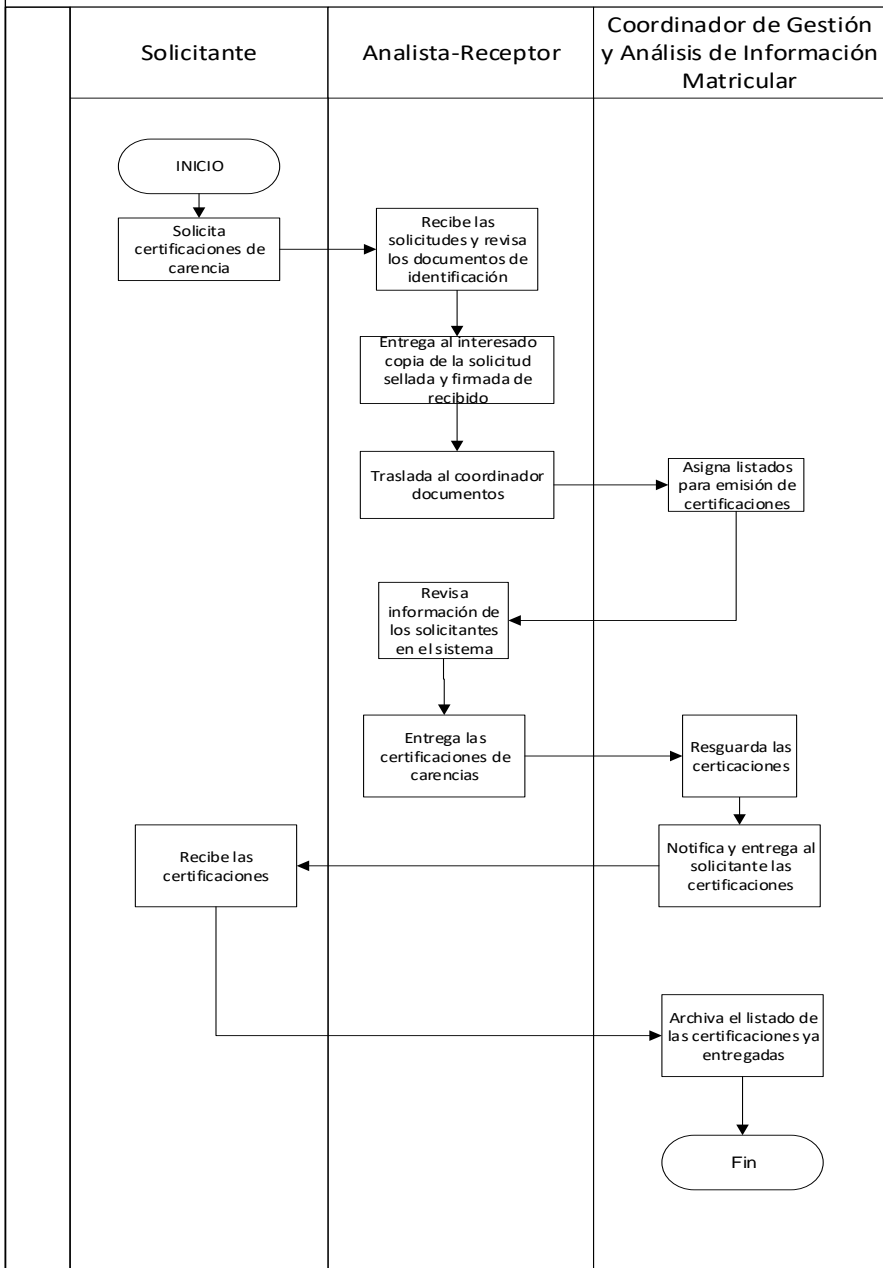 Solicitante
Analista-Receptor
Coordinador de Gestión
y Análisis de Información
Matricular
INICIO
Solicita
certificaciones de
carencia
Recibe las
solicitudes y revisa
los documentos de
identificación
Entrega al interesado
copia de la solicitud
sellada y firmada de
recibido
Traslada al coordinador
documentos
Asigna listados
para emisión de
certificaciones
Revisa
información de
los solicitantes
en el sistema
Entrega las
certificaciones de
carencias
Resguarda las
certicaciones
Notifica y entrega al
solicitante las
certificaciones
Recibe las
certificaciones
Archiva el listado de
las certificaciones ya
entregadas
Fin